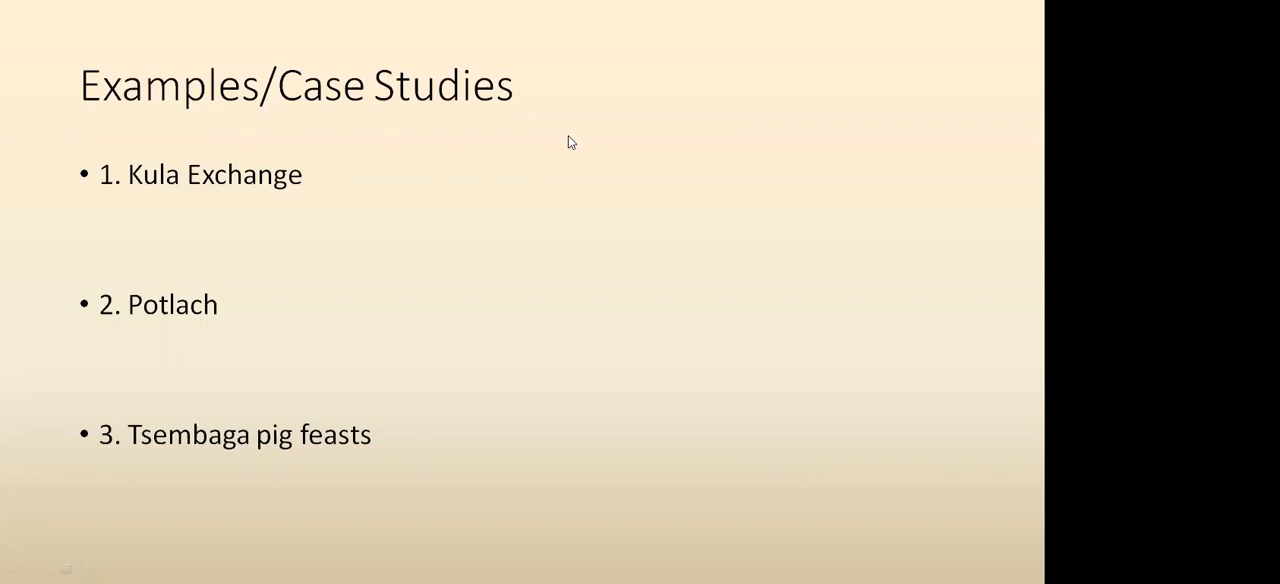 Examples/Case Studies
• 1. Kula Exchange
• 2. Potlach
• 3. Tsembaga pig feasts